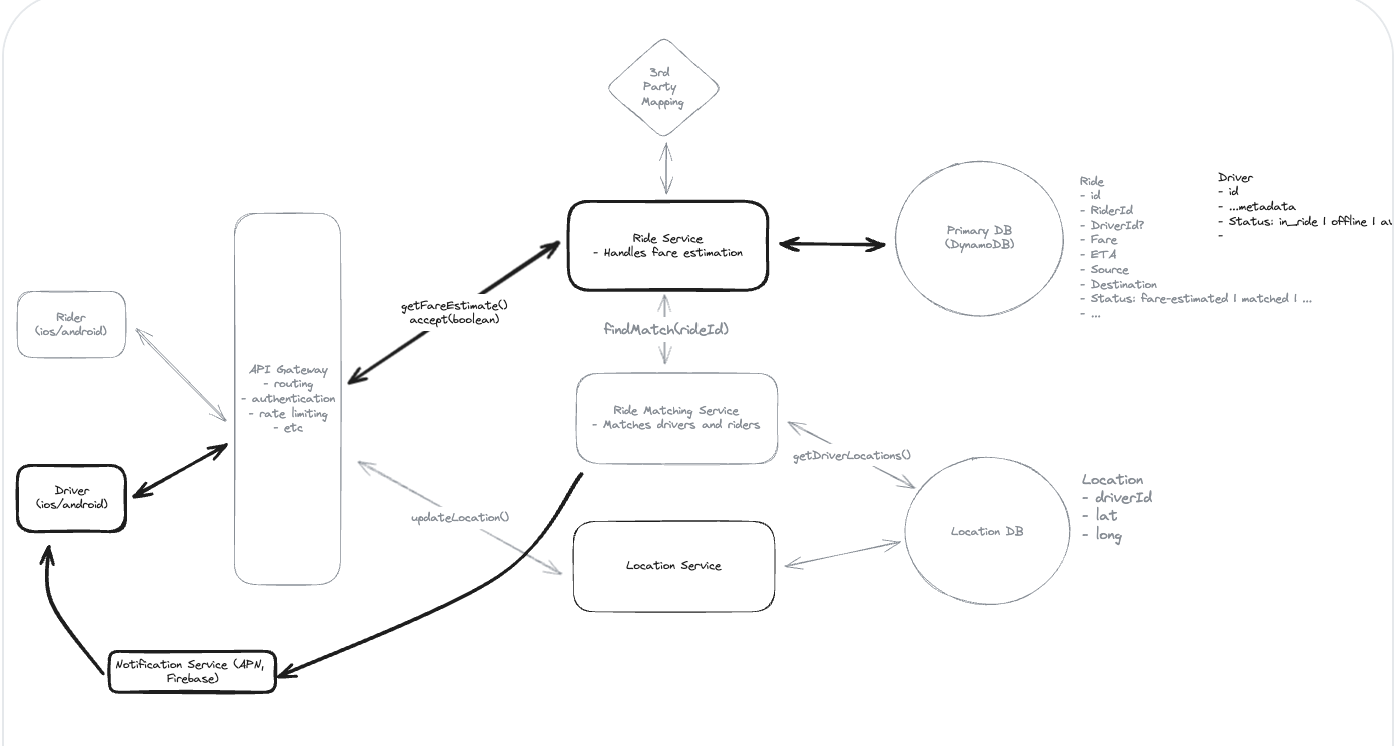 3rd
Party
Mapping
Ride Service
- Handles fare estimation
Primary DB
(DynamoDB)
Ride
- id
- RiderId
- DriverId?
- Fare
- ETA
- Source
- Destination
- Status: fare-estimated | matched | ...
- ...
Driver
- id
- ...metadata
- Status: in_ride | offline |
-
getFareEstimate()
accept(boolean)
Rider
(ios/android)
findMatch(rideId)
API Gateway
- routing
- authentication
- rate limiting
- etc
Ride Matching Service
- Matches drivers and riders
getDriverLocations()
Driver
(ios/android)
updateLocation()
Location Service
Location DB
Location
- driverId
- lat
- long
Notification Service (APN,
Firebase)